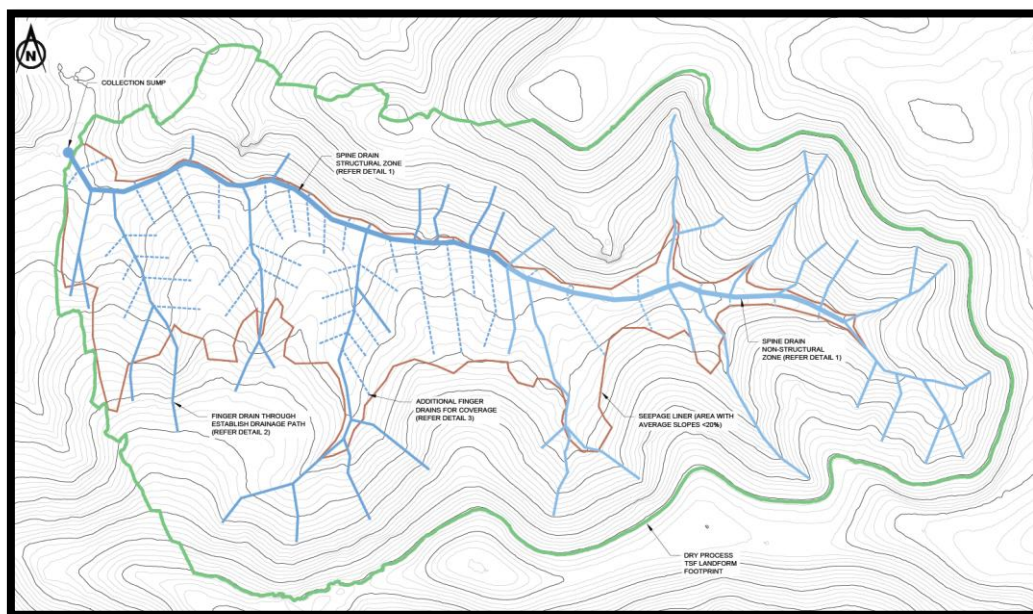 N
COLLECTION SUMP
SPINE DRAIN
STRUCTURAL ZONE
(REFER DETAIL 1)
SPINE DRAIN
NON-STRUCTURAL
ZONE (REFER DETAIL 1)
FINGER DRAIN THROUGH
ESTABLISH DRAINAGE PATH
(REFER DETAIL 2)
ADDITIONAL FINGER
DRAINS FOR COVERAGE
(REFER DETAIL 3)
SEEPAGE LINER (AREA WITH
AVERAGE SLOPES <20%)
DRY PROCESS
TSF LANDFORM
FOOTPRINT